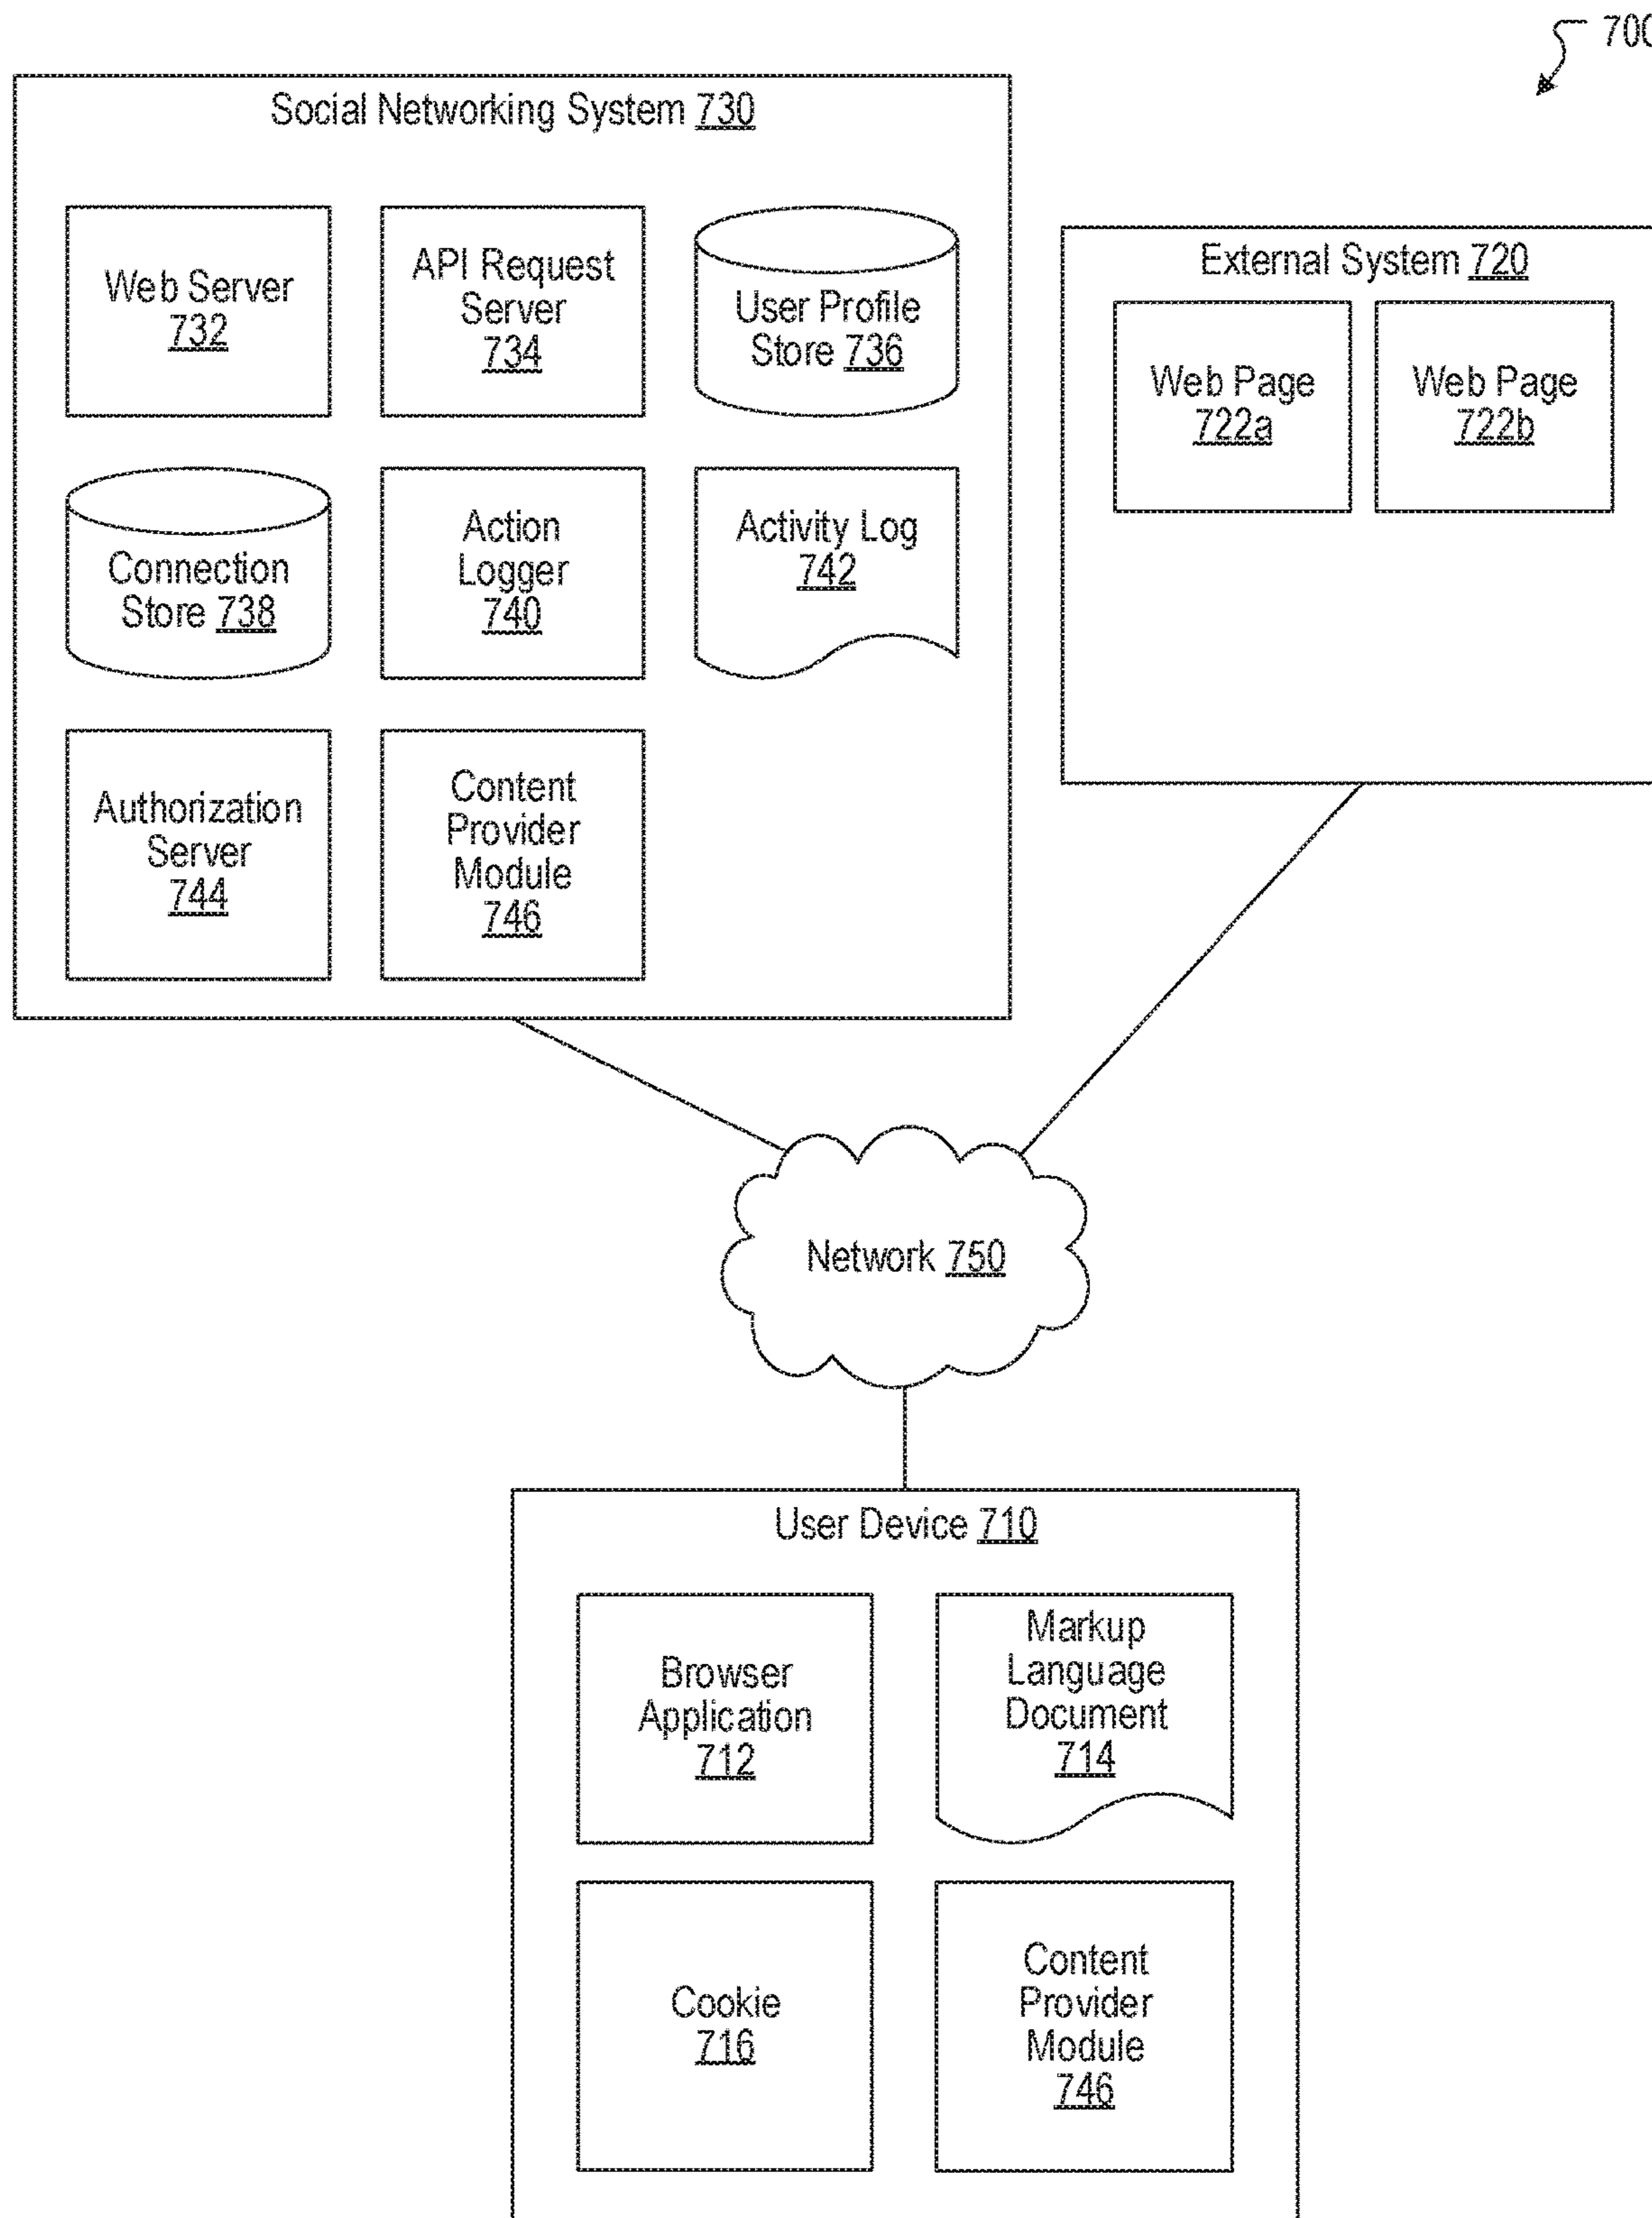 700
Social Networking System 730
Web Server
732
API Request
Server
734
User Profile
Store 736
Connection
Store 738
Action
Logger
740
Activity Log
742
Authorization
Server
744
Content
Provider
Module
746
External System 720
Web Page
722a
Web Page
722b
Network 750
User Device 710
Browser
Application
712
Markup
Language
Document
714
Cookie
716
Content
Provider
Module
746